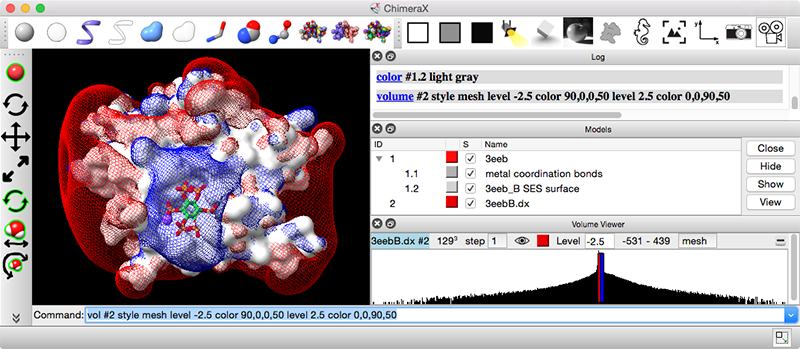 ChimeraX
Log
color #1.2 light gray
volume #2 style mesh level -2.5 color 90,0,0,50 level 2.5 color 0,0,90,50
Models
ID S Name
1 3eeb
1.1 metal coordination bonds
1.2 3eeb_B SES surface
2 3eebB.dx
Close
Hide
Show
View
Volume Viewer
3eebB.dx #2 129³ step 1 Level -2.5 -531 - 439 mesh
Command: vol #2 style mesh level -2.5 color 90,0,0,50 level 2.5 color 0,0,90,50